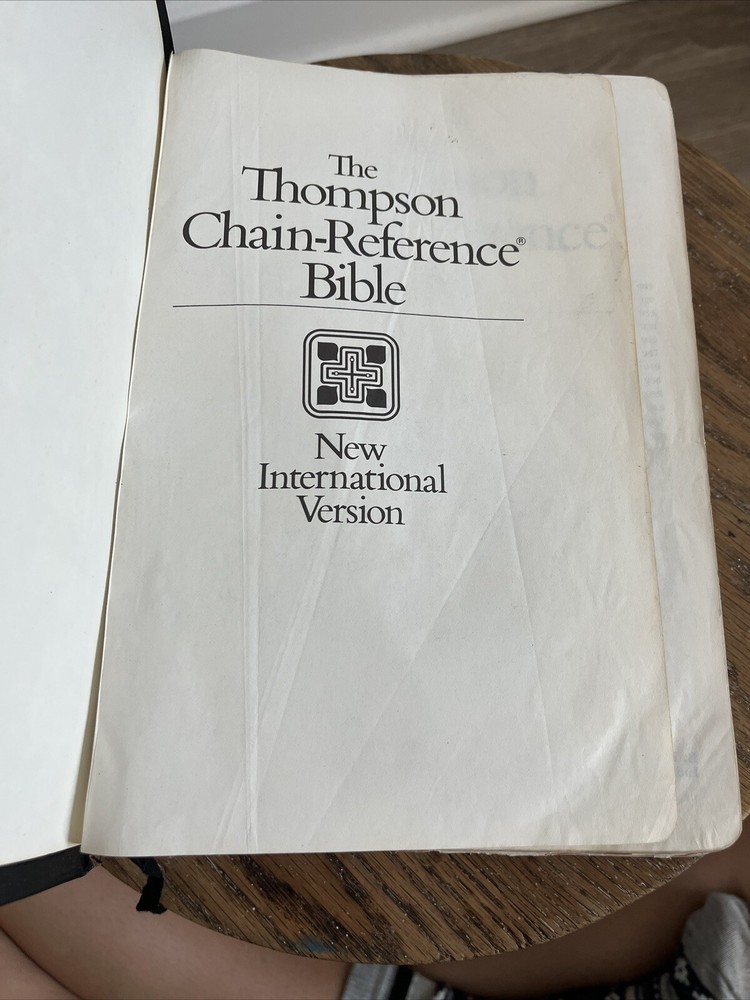 The
Thompson
Chain-Reference®
Bible
New
International
Version